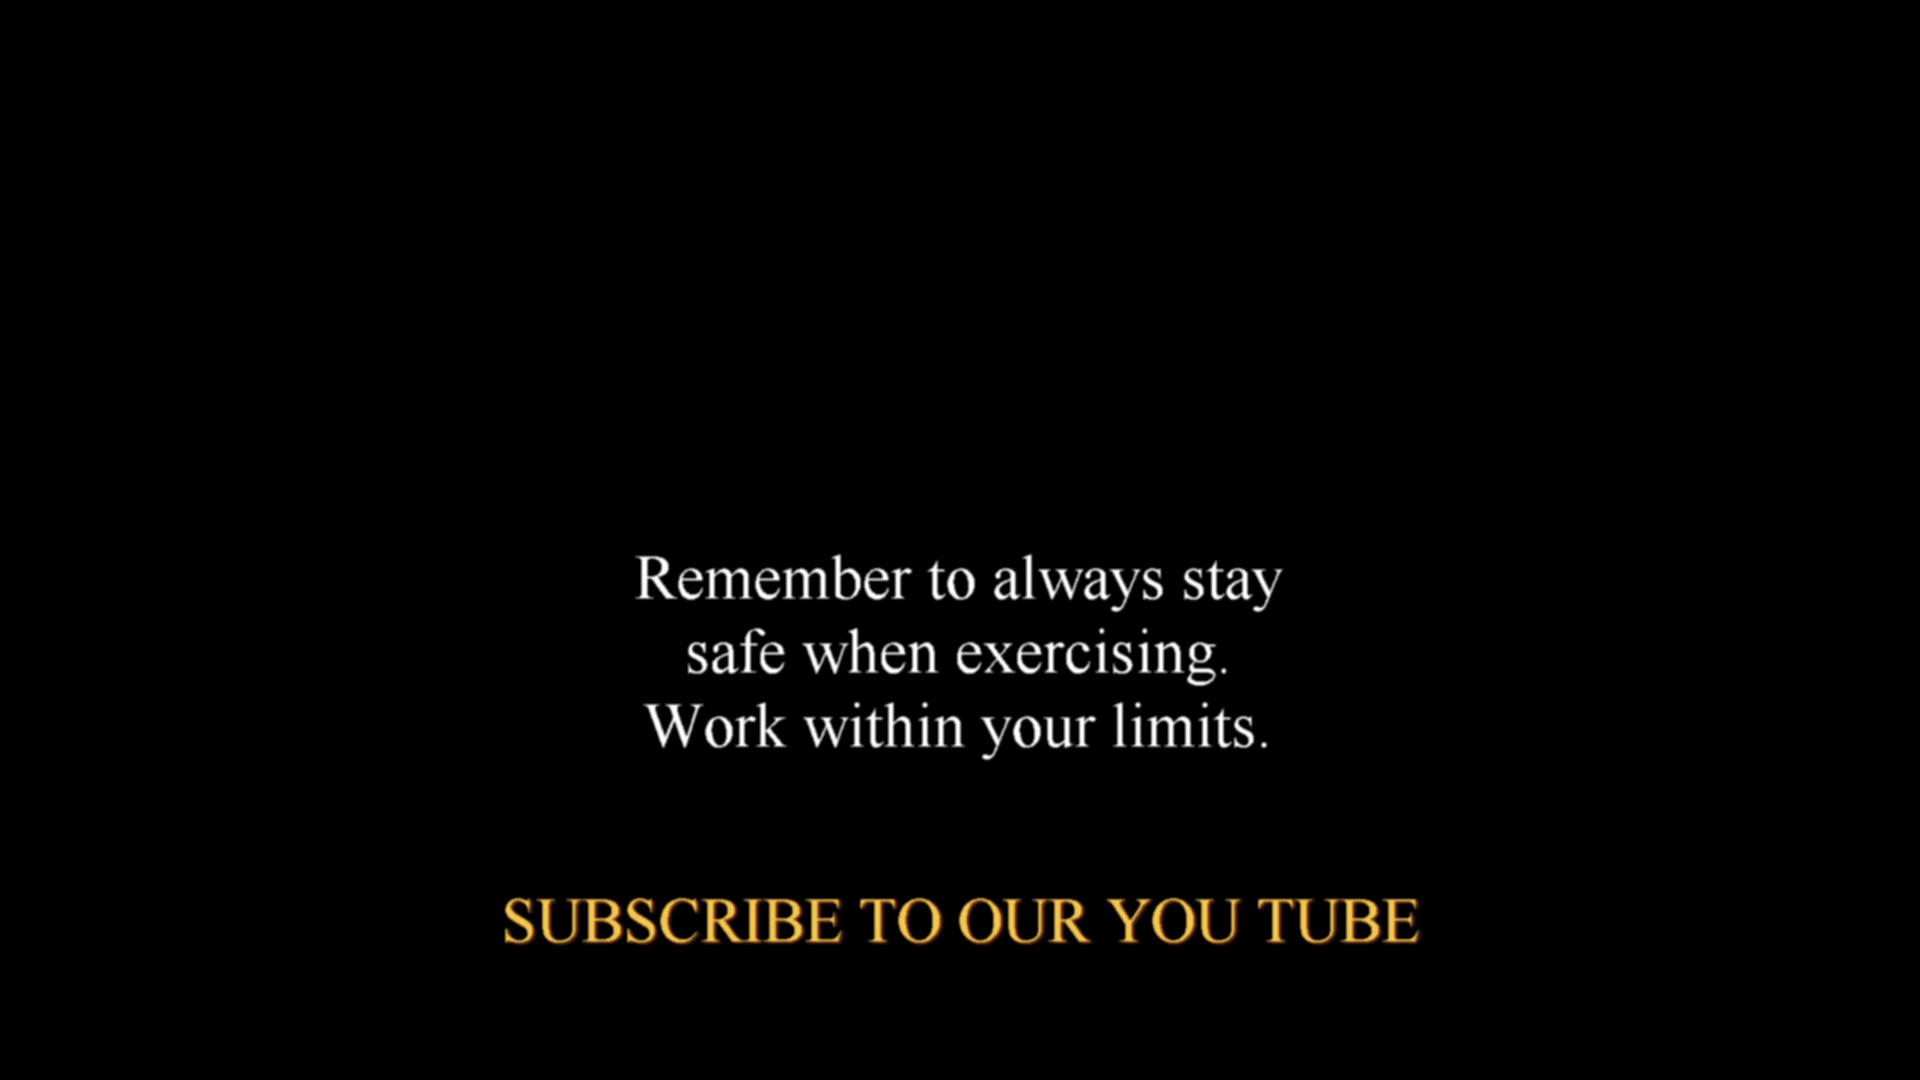 Remember to always stay
safe when exercising.
Work within your limits.
SUBSCRIBE TO OUR YOU TUBE